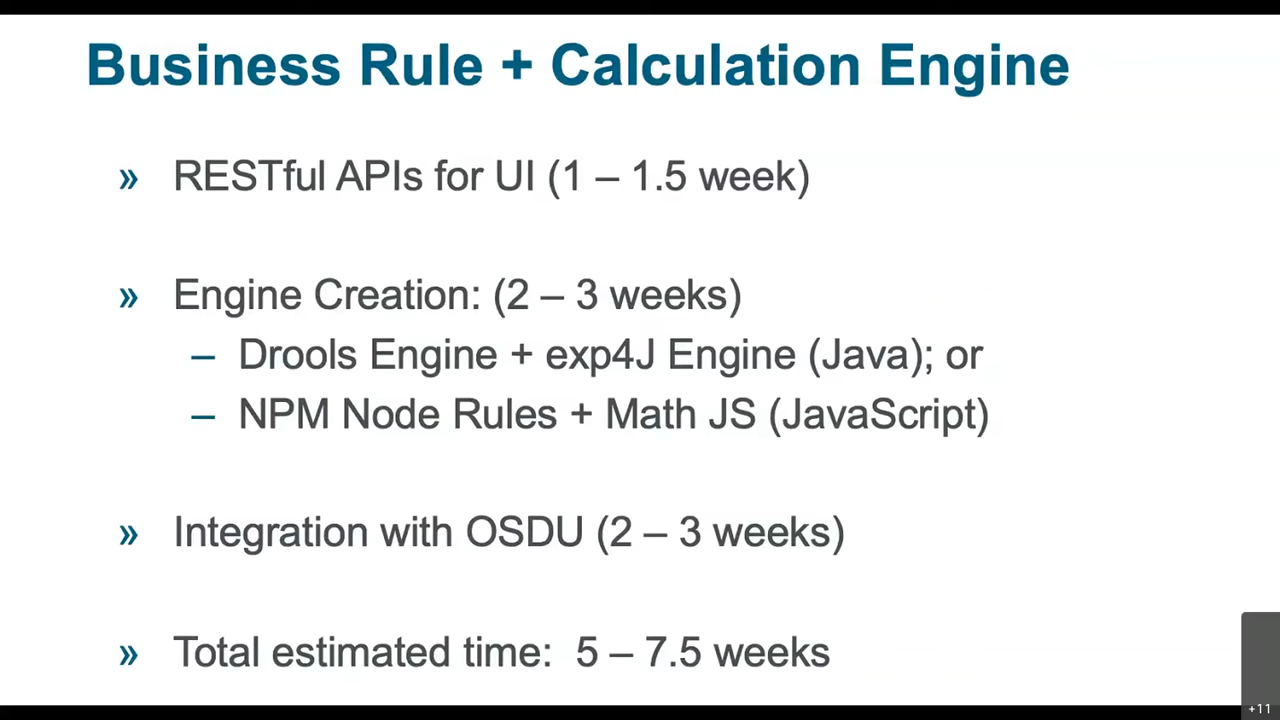 Business Rule + Calculation Engine
» RESTful APIs for UI (1 – 1.5 week)
» Engine Creation: (2 – 3 weeks)
– Drools Engine + exp4J Engine (Java); or
– NPM Node Rules + Math JS (JavaScript)
» Integration with OSDU (2 – 3 weeks)
» Total estimated time:  5 – 7.5 weeks
+11